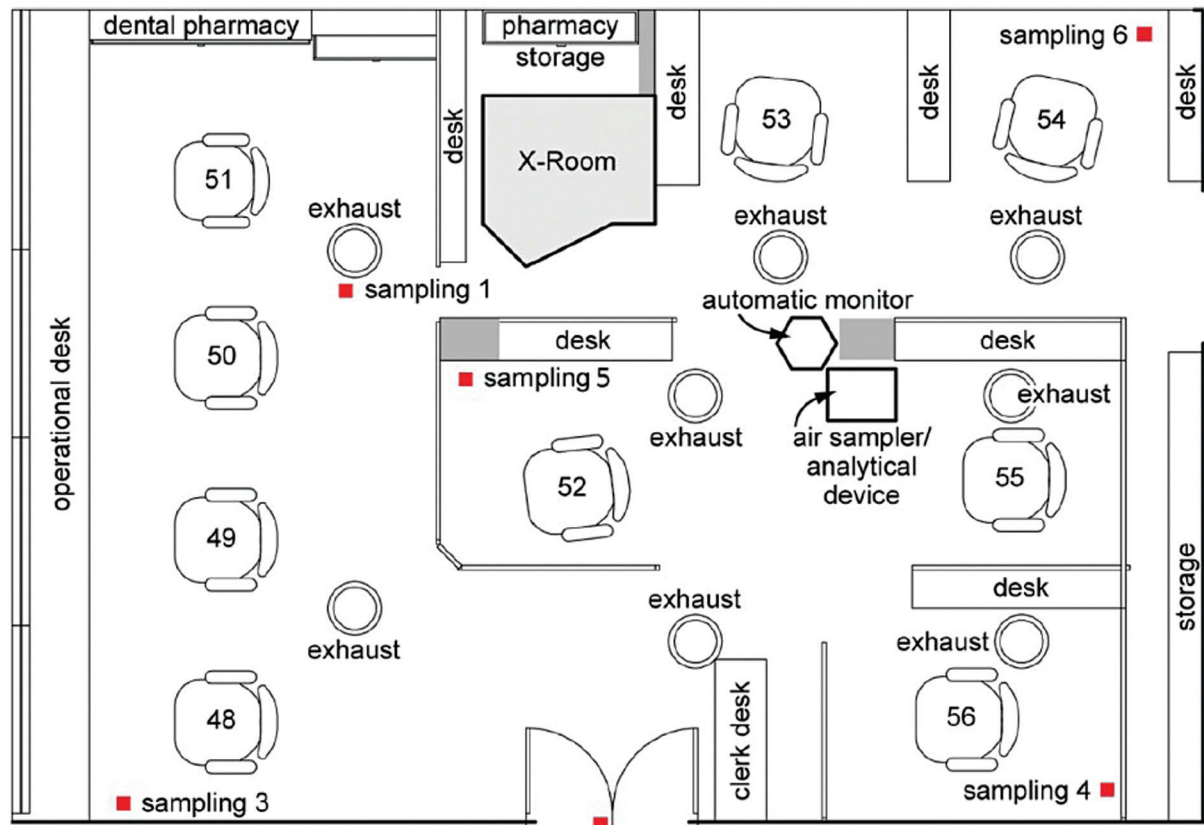 dental pharmacy
pharmacy
storage
sampling 6
desk
desk
desk
desk
53
54
X-Room
51
exhaust
exhaust
exhaust
sampling 1
automatic monitor
operational desk
50
desk
desk
sampling 5
exhaust
exhaust
air sampler/
analytical
device
52
55
49
storage
desk
exhaust
exhaust
exhaust
48
56
clerk desk
sampling 3
sampling 4